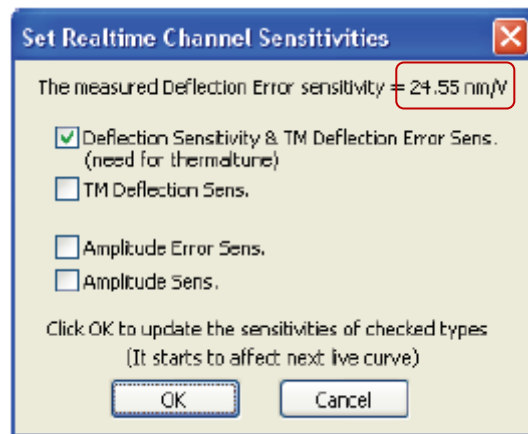 Set Realtime Channel Sensitivities
The measured Deflection Error sensitivity = 24.55 nm/V
Deflection Sensitivity & TM Deflection Error Sens.
(need for thermaltune)
TM Deflection Sens.
Amplitude Error Sens.
Amplitude Sens.
Click OK to update the sensitivities of checked types
(It starts to affect next live curve)
OK Cancel